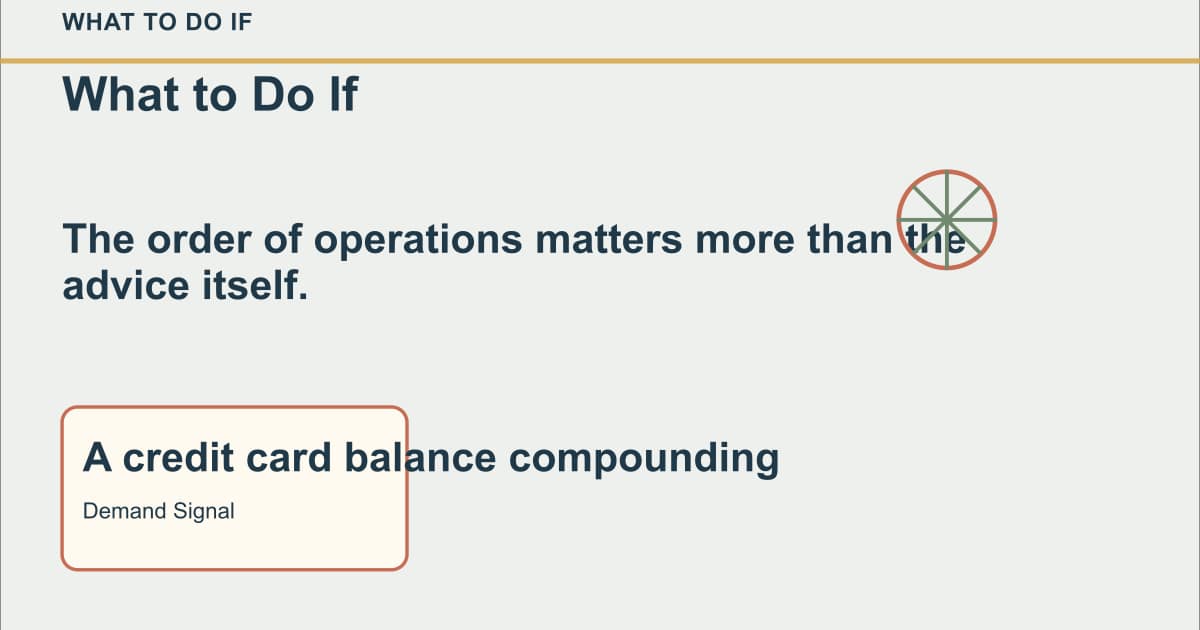 WHAT TO DO IF
What to Do If
The order of operations matters more than the
advice itself.
A credit card balance compounding
Demand Signal